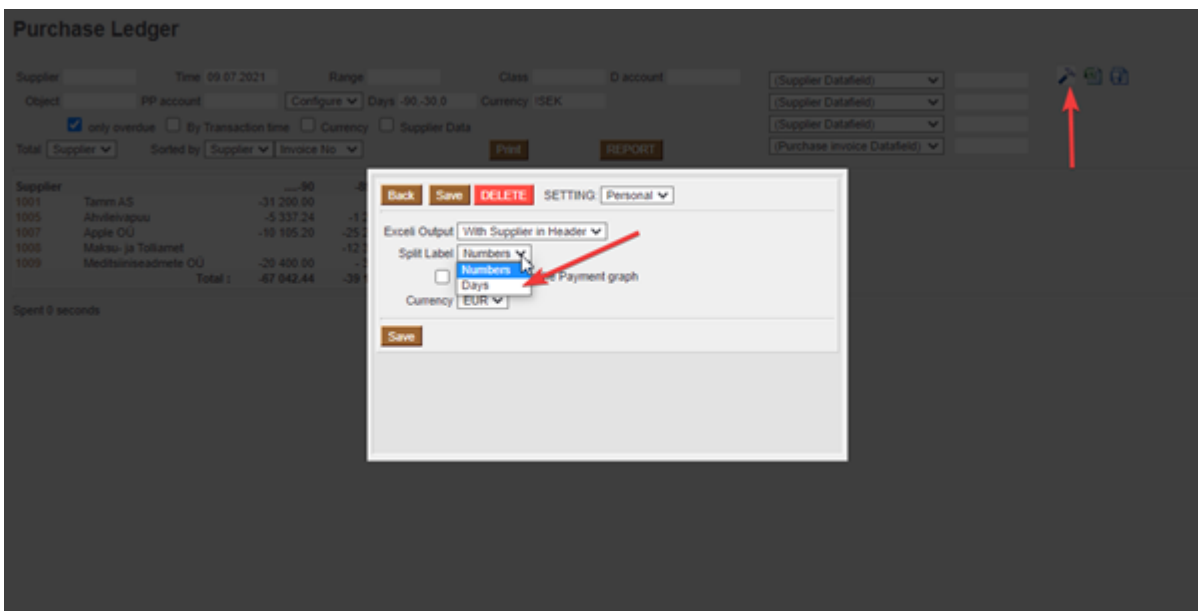 Purchase Ledger
Supplier Time 09.07.2021 Range Class D account (Supplier Datafield)
Object PP account Configure Days -90.-30.0 Currency !SEK (Supplier Datafield)
only overdue By Transaction time Currency Supplier Data (Supplier Datafield)
Total Supplier Sorted by Supplier Invoice No Print REPORT (Purchase invoice Datafield)
Supplier ....-90
1001 Tamm AS -31 200.00
1005 Ahvileivapuu -5 337.24
1007 Apple OÜ -10 105.20
1008 Maksu- ja Tolliamet
1009 Meditsiiniseadmete OÜ -20 400.00
Total : -67 042.44
Spent 0 seconds
Back Save DELETE SETTING: Personal
Exceli Output With Supplier in Header
Split Label Numbers
Numbers
Days
Payment graph
Currency EUR
Save